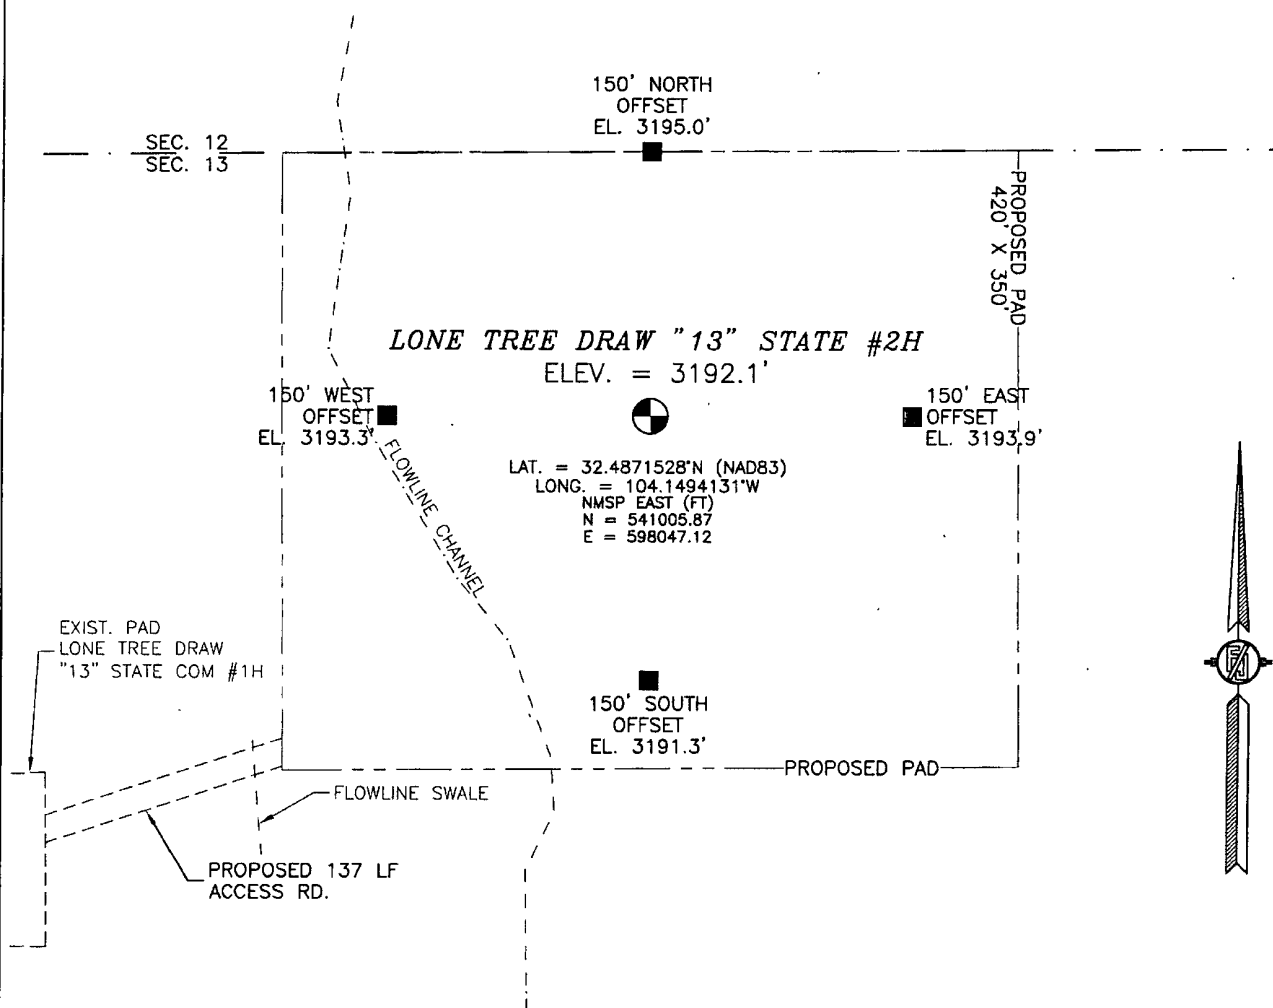 150' NORTH
OFFSET
EL. 3195.0'
SEC. 12
SEC. 13
PROPOSED PAD
420' X 350'
LONE TREE DRAW "13" STATE #2H
ELEV. = 3192.1'
150' WEST
OFFSET
EL. 3193.3'
150' EAST
OFFSET
EL. 3193.9'
FLOWLINE CHANNEL
LAT. = 32.4871528°N (NAD83)
LONG. = 104.1494131°W
NMSP EAST (FT)
N = 541005.87
E = 598047.12
EXIST. PAD
LONE TREE DRAW
"13" STATE COM #1H
150' SOUTH
OFFSET
EL. 3191.3'
PROPOSED PAD
FLOWLINE SWALE
PROPOSED 137 LF
ACCESS RD.